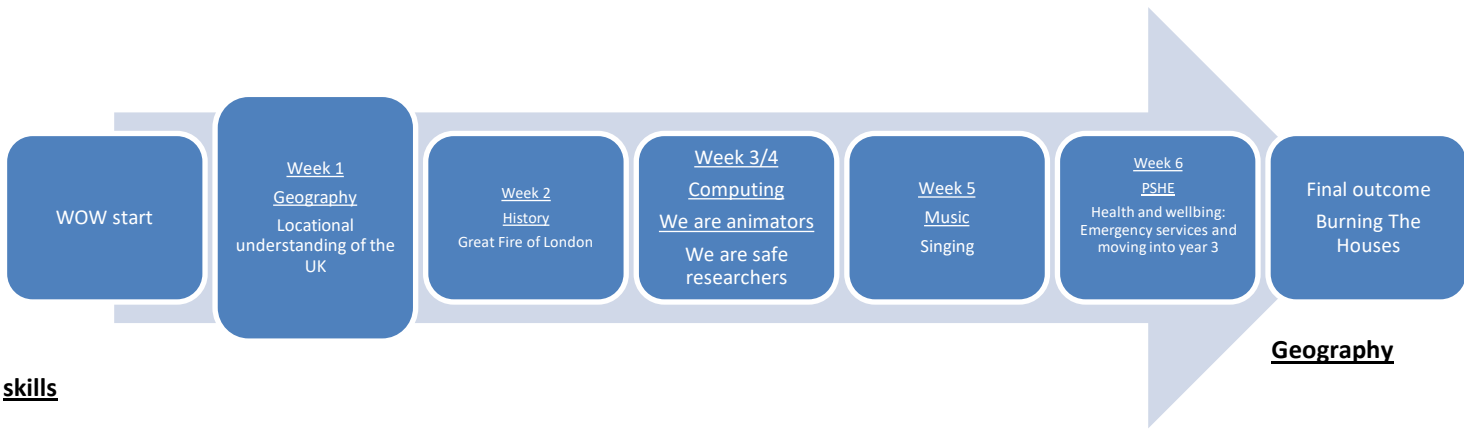 WOW start
Week 1
Geography
Locational
understanding of the
UK
Week 2
History
Great Fire of London
Week 3/4
Computing
We are animators
We are safe
researchers
Week 5
Music
Singing
Week 6
PSHE
Health and wellbing:
Emergency services and
moving into year 3
Final outcome
Burning The
Houses
Geography
skills